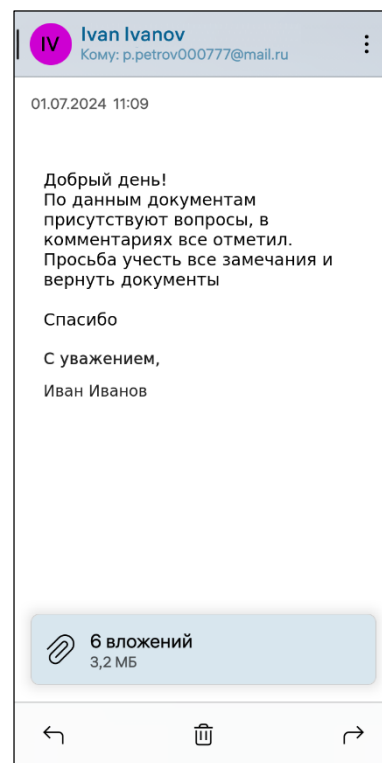 IV
Ivan Ivanov
Кому: p.petrov000777@mail.ru
01.07.2024 11:09
Добрый день!
По данным документам
присутствуют вопросы, в
комментариях все отметил.
Просьба учесть все замечания и
вернуть документы
Спасибо
С уважением,
Иван Иванов
6 вложений
3,2 МБ